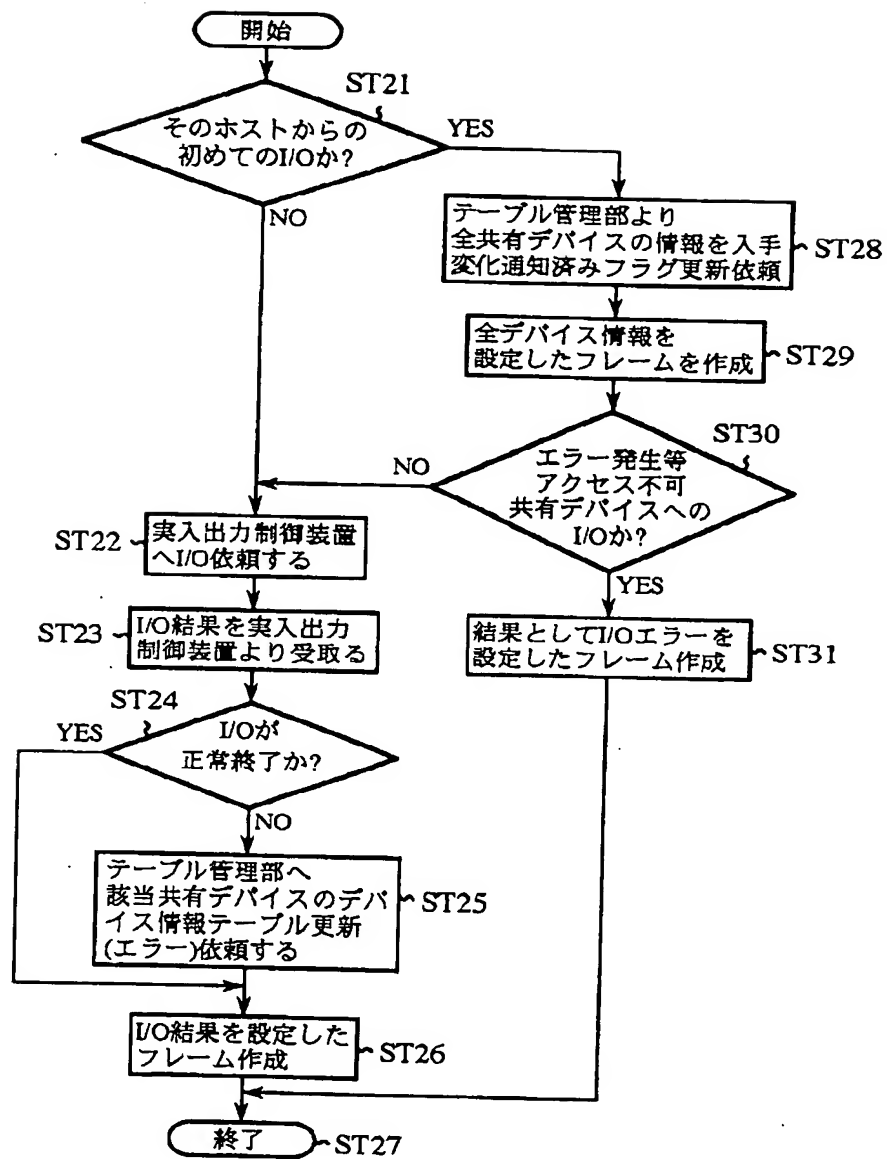 開始
ST21
そのホストからの
初めてのI/Oか?
YES
NO
テーブル管理部より
全共有デバイスの情報を入手
変化通知済みフラグ更新依頼
ST28
全デバイス情報を
設定したフレームを作成
ST29
ST30
エラー発生等
アクセス不可
共有デバイスへの
I/Oか?
NO
YES
ST22
実入出力制御装置
へI/O依頼する
ST23
I/O結果を実入出力
制御装置より受取る
結果としてI/Oエラーを
設定したフレーム作成
ST31
ST24
YES
I/Oが
正常終了か?
NO
テーブル管理部へ
該当共有デバイスのデバ
イス情報テーブル更新
(エラー)依頼する
ST25
I/O結果を設定した
フレーム作成
ST26
終了
ST27